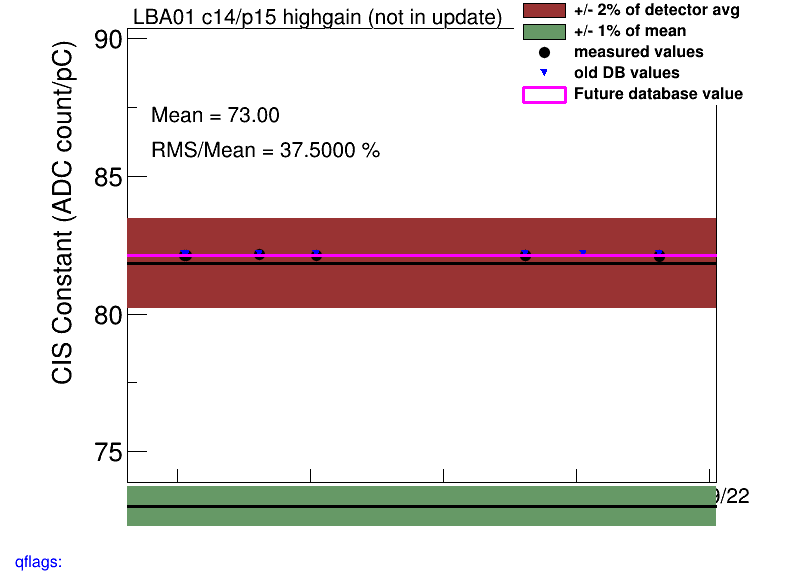 LBA01 c14/p15 highgain (not in update)
+/- 2% of detector avg
+/- 1% of mean
measured values
old DB values
Future database value
Mean = 73.00
RMS/Mean = 37.5000 %
CIS Constant (ADC count/pC)
90
85
80
75
/22
qflags: